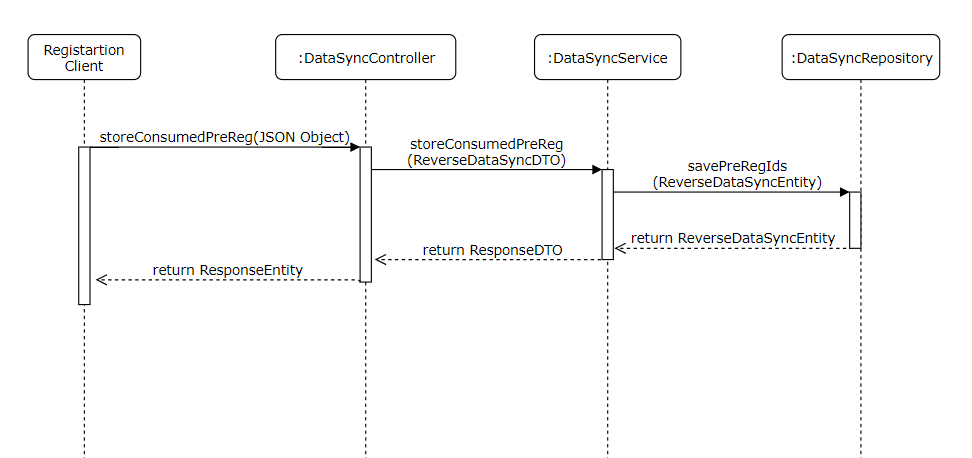 Registartion
Client
:DataSyncController
:DataSyncService
:DataSyncRepository
storeConsumedPreReg(JSON Object)
storeConsumedPreReg
(ReverseDataSyncDTO)
savePreRegIds
(ReverseDataSyncEntity)
return ReverseDataSyncEntity
return ResponseDTO
return ResponseEntity